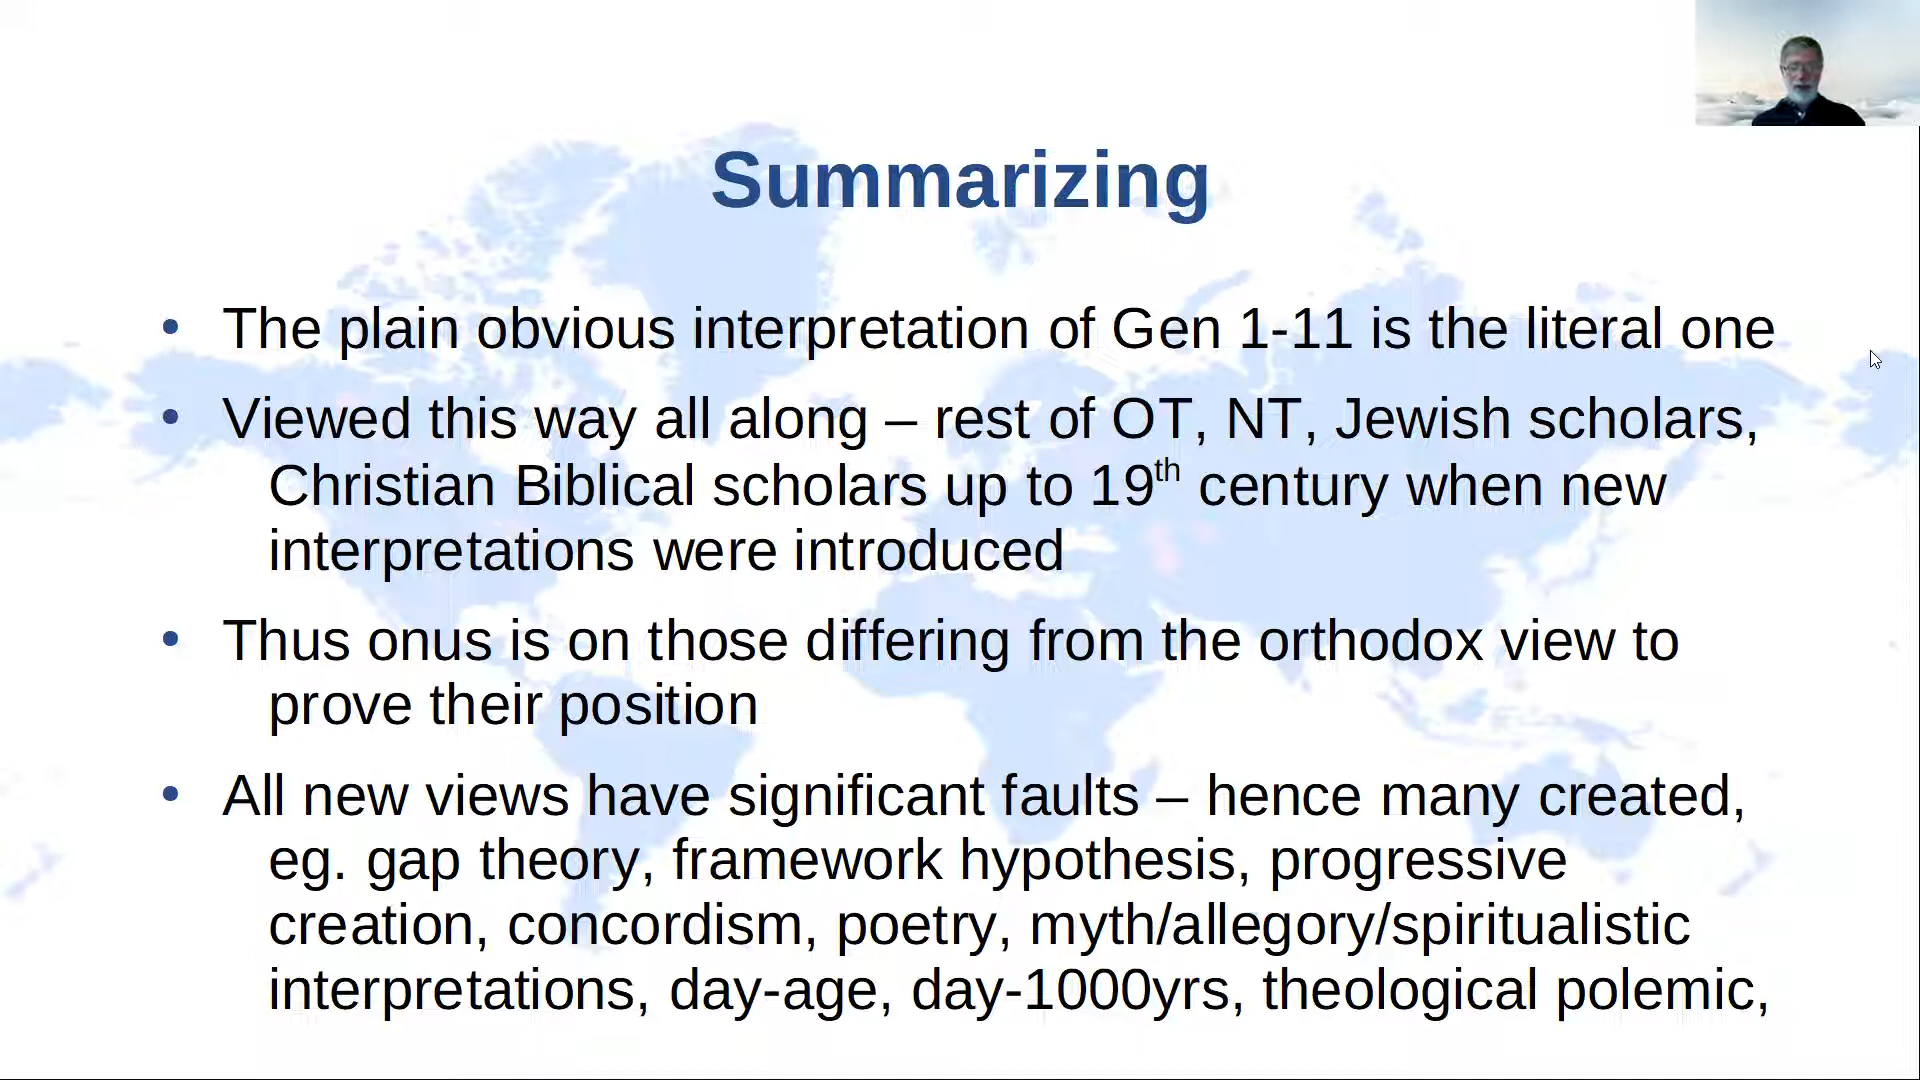 Summarizing
• The plain obvious interpretation of Gen 1-11 is the literal one
• Viewed this way all along – rest of OT, NT, Jewish scholars,
Christian Biblical scholars up to 19th century when new
interpretations were introduced
• Thus onus is on those differing from the orthodox view to
prove their position
• All new views have significant faults – hence many created,
eg. gap theory, framework hypothesis, progressive
creation, concordism, poetry, myth/allegory/spiritualistic
interpretations, day-age, day-1000yrs, theological polemic,